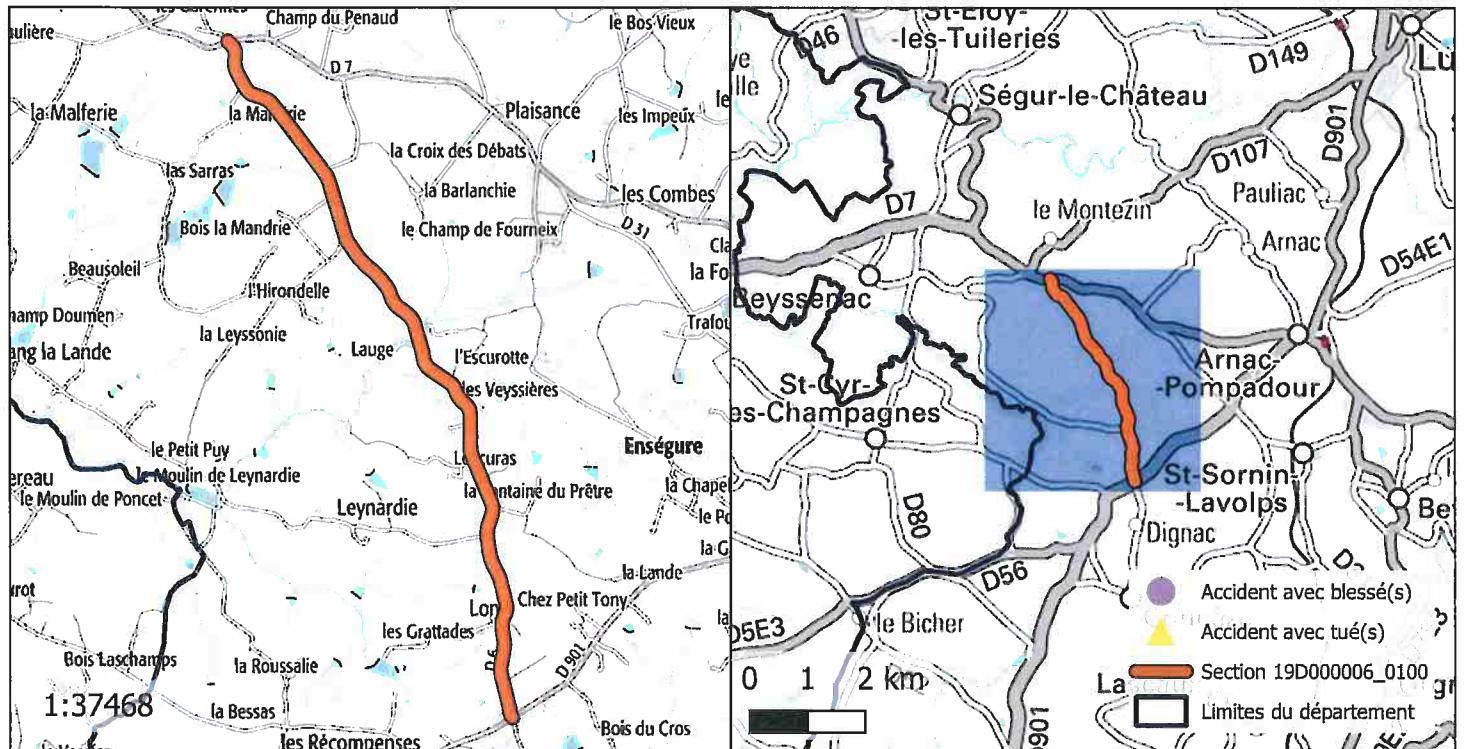 Champ du Penaud
le Bos Vieux
D 7
la Malferie
Plaisance
les Impeux
la Croix des Débats
las Sarras
la Barlanchie
les Combes
Bois la Mandrie
le Champ de Fourneix
D 31
Beausoleil
l'Hirondelle
la Leyssonie
Lauge
l'Escurotte
les Veyssières
le Petit Puy
Enségure
le Moulin de Leynardie
le Moulin de Poncet
Leynardie
la Lande
Chez Petit Tony
les Grattades
Bois Laschamps
la Roussalie
D 901
1:37468
la Bessas
Bois du Cros
les Récompenses
St-Eloy-
-les-Tuileries
D46
D149
Ségur-le-Château
D901
D107
Pauliac
D7
le Montezin
Arnac
D54E1
Beyssenac
Arnac-
-Pompadour
St-Cyr-
es-Champagnes
St-Sornin-
-Lavolps
D80
Dignac
D56
Accident avec blessé(s)
D5E3
le Bicher
Accident avec tué(s)
Section 19D000006_0100
0 1 2 km
Limites du département